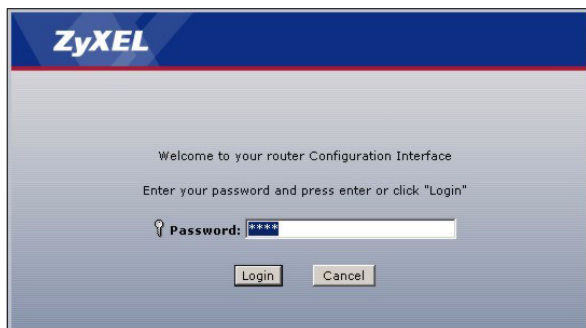 ZyXEL
Welcome to your router Configuration Interface
Enter your password and press enter or click "Login"
Password: ****
Login Cancel